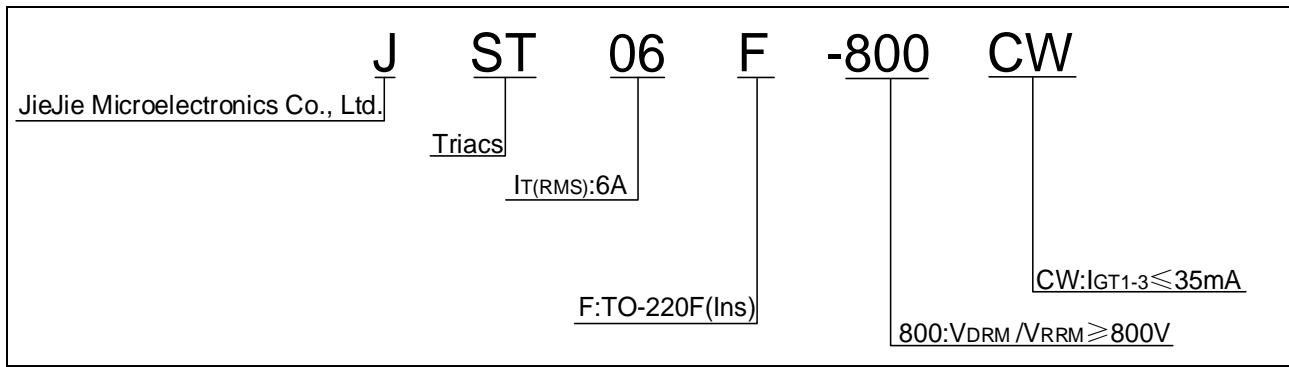 J ST 06 F -800 CW
JieJie Microelectronics Co., Ltd.
Triacs
IT(RMS):6A
CW:IGT1-3≤35mA
F:TO-220F(Ins)
800:VDRM /VRRM≥800V